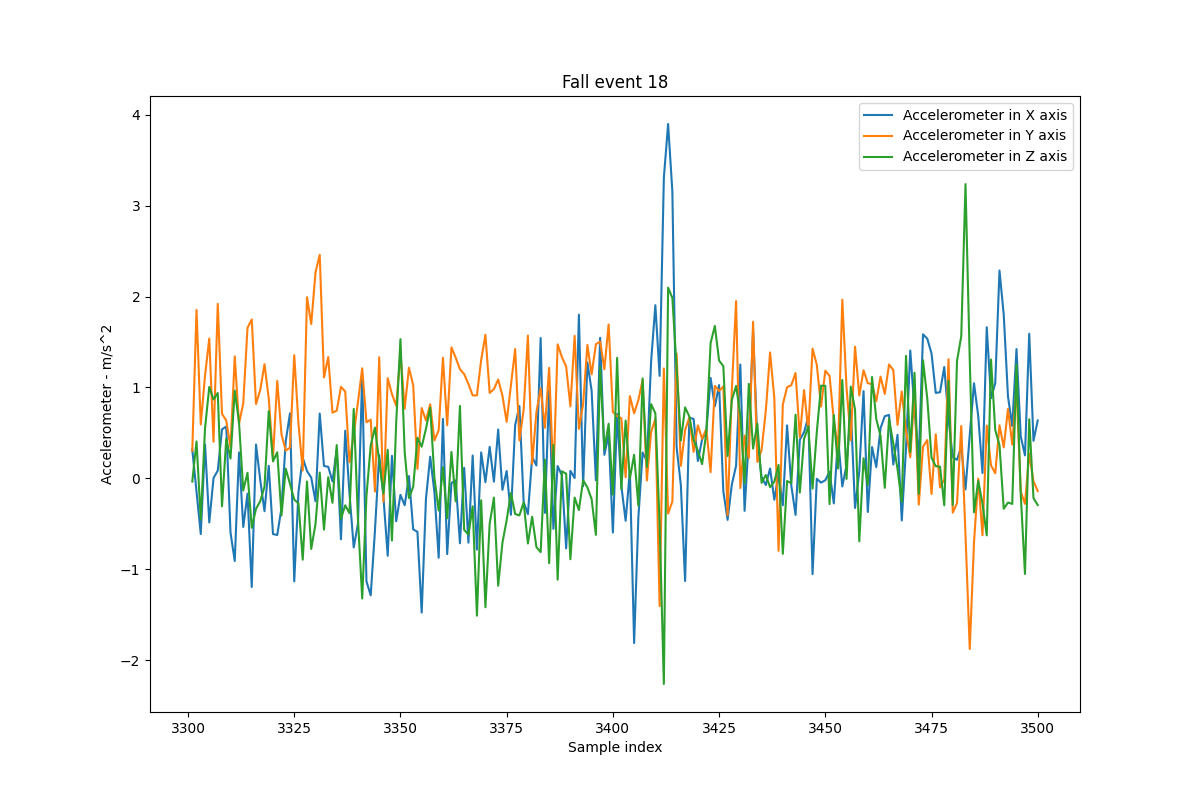 Fall event 18
Accelerometer in X axis
Accelerometer in Y axis
Accelerometer in Z axis
Accelerometer - m/s^2
4
3
2
1
0
−1
−2
3300 3325 3350 3375 3400 3425 3450 3475 3500
Sample index